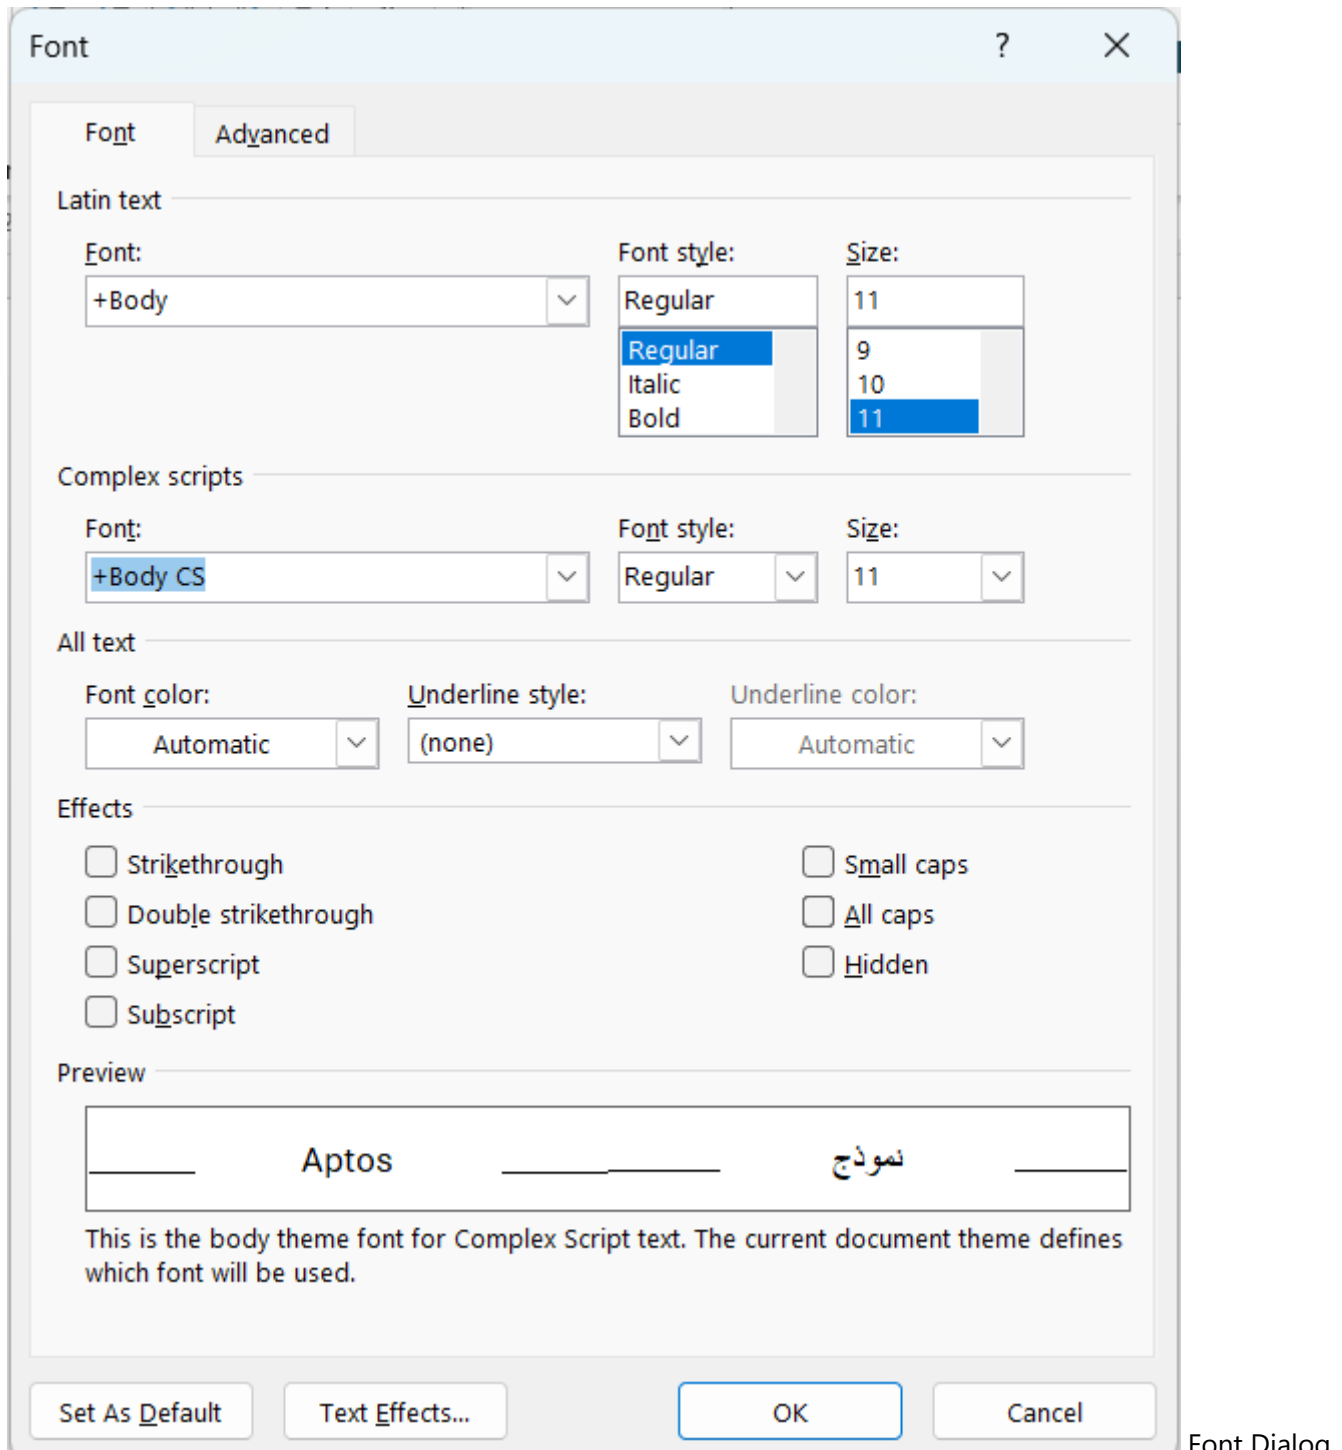 Font ?
Font Advanced
Latin text
Font: Font style: Size:
+Body Regular 11
Regular 9
Italic 10
Bold 11
Complex scripts
Font: Font style: Size:
+Body CS Regular 11
All text
Font color: Underline style: Underline color:
Automatic (none) Automatic
Effects
Strikethrough Small caps
Double strikethrough All caps
Superscript Hidden
Subscript
Preview
Aptos نموذج
This is the body theme font for Complex Script text. The current document theme defines
which font will be used.
Set As Default Text Effects... OK Cancel
Font Dialog